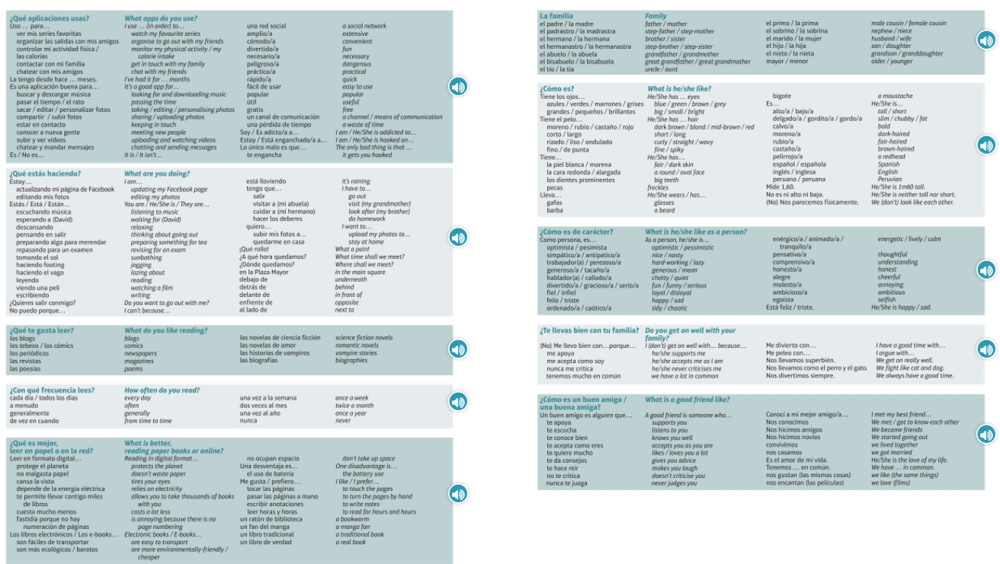 ¿Qué aplicaciones usas? What apps do you use?
Uso … para… I use … (in order) to…
ver mis series favoritas watch my favourite series
organizar las salidas con mis amigos organise to go out with my friends
controlar mi actividad física / monitor my physical activity / my
las calorías calorie intake
contactar con mi familia get in touch with my family
chatear con mis amigos chat with my friends
La tengo desde hace … meses. I've had it for … months
Es una aplicación buena para… It's a good app for…
buscar y descargar música looking for and downloading music
pasar el tiempo / el rato passing the time
sacar / editar / personalizar fotos taking / editing / personalising photos
compartir / subir fotos sharing / uploading photos
estar en contacto keeping in touch
conocer a nueva gente meeting new people
subir y ver vídeos uploading and watching videos
chatear y mandar mensajes chatting and sending messages
Es / No es… It is / It isn't…
una red social a social network
amplio/a extensive
cómodo/a convenient
divertido/a fun
necesario/a necessary
peligroso/a dangerous
práctico/a practical
rápido/a quick
fácil de usar easy to use
popular popular
útil useful
gratis free
un canal de comunicación a channel / means of communication
una pérdida de tiempo a waste of time
Soy / Es adicto/a a… I am / He/She is addicted to…
Estoy / Está enganchado/a a… I am / He/She is hooked on…
Lo único malo es que… The only bad thing is that …
te engancha it gets you hooked
¿Qué estás haciendo? What are you doing?
Estoy… I am…
actualizando mi página de Facebook updating my Facebook page
editando mis fotos editing my photos
Estás / Está / Están… You are / He/She is / They are…
escuchando música listening to music
esperando a (David) waiting for (David)
descansando relaxing
pensando en salir thinking about going out
preparando algo para merendar preparing something for tea
repasando para un examen revising for an exam
tomando el sol sunbathing
haciendo footing jogging
haciendo el vago lazing about
leyendo reading
viendo una peli watching a film
escribiendo writing
¿Quieres salir conmigo? Do you want to go out with me?
No puedo porque… I can't because…
está lloviendo it's raining
tengo que… I have to…
salir go out
visitar a (mi abuela) visit (my grandmother)
cuidar a (mi hermano) look after (my brother)
hacer los deberes do homework
quiero… I want to…
subir mis fotos a… upload my photos to…
quedarme en casa stay at home
¡Qué rollo! What a pain!
¿A qué hora quedamos? What time shall we meet?
¿Dónde quedamos? Where shall we meet?
en la Plaza Mayor in the main square
debajo de underneath
detrás de behind
delante de in front of
enfrente de opposite
al lado de next to
¿Qué te gusta leer? What do you like reading?
los blogs blogs
los tebeos / los cómics comics
los periódicos newspapers
las revistas magazines
las poesías poems
las novelas de ciencia ficción science fiction novels
las novelas de amor romantic novels
las historias de vampiros vampire stories
las biografías biographies
¿Con qué frecuencia lees? How often do you read?
cada día / todos los días every day
a menudo often
generalmente generally
de vez en cuando from time to time
una vez a la semana once a week
dos veces al mes twice a month
una vez al año once a year
nunca never
¿Qué es mejor, What is better,
leer en papel o en la red? reading paper books or online?
Leer en formato digital… Reading in digital format…
protege el planeta protects the planet
no malgasta papel doesn't waste paper
cansa la vista tires your eyes
depende de la energía eléctrica relies on electricity
te permite llevar contigo miles allows you to take thousands of books
de libros with you
cuesta mucho menos costs a lot less
fastidia porque no hay is annoying because there is no
numeración de páginas page numbering
Los libros electrónicos / Los e-books… Electronic books / E-books…
son fáciles de transportar are easy to transport
son más ecológicos / baratos are more environmentally-friendly /
cheaper
no ocupan espacio don't take up space
Una desventaja es… One disadvantage is…
el uso de batería the battery use
Me gusta / prefiero… I like / I prefer…
tocar las páginas to touch the pages
pasar las páginas a mano to turn the pages by hand
escribir anotaciones to write notes
leer horas y horas to read for hours and hours
un ratón de biblioteca a bookworm
un fan del manga a manga fan
un libro tradicional a traditional book
un libro de verdad a real book
La familia Family
el padre / la madre father / mother
el padrastro / la madrastra step-father / step-mother
el hermano / la hermana brother / sister
el hermanastro / la hermanastra step-brother / step-sister
el abuelo / la abuela grandfather / grandmother
el bisabuelo / la bisabuela great grandfather / great grandmother
el tío / la tía uncle / aunt
el primo / la prima male cousin / female cousin
el sobrino / la sobrina nephew / niece
el marido / la mujer husband / wife
el hijo / la hija son / daughter
el nieto / la nieta grandson / granddaughter
mayor / menor older / younger
¿Cómo es? What is he/she like?
Tiene los ojos… He/She has … eyes
azules / verdes / marrones / grises blue / green / brown / grey
grandes / pequeños / brillantes big / small / bright
Tiene el pelo… He/She has … hair
moreno / rubio / castaño / rojo dark brown / blond / mid-brown / red
corto / largo short / long
rizado / liso / ondulado curly / straight / wavy
fino / de punta fine / spiky
Tiene… He/She has…
la piel blanca / morena fair / dark skin
la cara redonda / alargada a round / oval face
los dientes prominentes big teeth
pecas freckles
Lleva… He/She wears / has…
gafas glasses
barba a beard
bigote a moustache
Es… He/She is…
alto/a / bajo/a tall / short
delgado/a / gordito/a / gordo/a slim / chubby / fat
calvo/a bald
moreno/a dark-haired
rubio/a fair-haired
castaño/a brown-haired
pelirrojo/a a redhead
español / española Spanish
inglés / inglesa English
peruano / peruana Peruvian
Mide 1,60. He/She is 1m60 tall.
No es ni alto ni bajo. He/She is neither tall nor short.
(No) Nos parecemos físicamente. We (don't) look like each other.
¿Cómo es de carácter? What is he/she like as a person?
Como persona, es… As a person, he/she is…
optimista / pesimista optimistic / pessimistic
simpático/a / antipático/a nice / nasty
trabajador(a) / perezoso/a hard-working / lazy
generoso/a / tacaño/a generous / mean
hablador(a) / callado/a chatty / quiet
divertido/a / gracioso/a / serio/a fun / funny / serious
fiel / infiel loyal / disloyal
feliz / triste happy / sad
ordenado/a / caótico/a tidy / chaotic
enérgico/a / animado/a / energetic / lively / calm
tranquilo/a
pensativo/a thoughtful
comprensivo/a understanding
honesto/a honest
alegre cheerful
molesto/a annoying
ambicioso/a ambitious
egoísta selfish
Está feliz / triste. He/She is happy / sad.
¿Te llevas bien con tu familia? Do you get on well with your
family?
(No) Me llevo bien con…porque… I (don't) get on well with… because…
me apoya he/she supports me
me acepta como soy he/she accepts me as I am
nunca me critica he/she never criticises me
tenemos mucho en común we have a lot in common
Me divierto con… I have a good time with…
Me peleo con… I argue with…
Nos llevamos superbién. We get on really well.
Nos llevamos como el perro y el gato. We fight like cat and dog.
Nos divertimos siempre. We always have a good time.
¿Cómo es un buen amigo / What is a good friend like?
una buena amiga?
Un buen amigo es alguien que… A good friend is someone who…
te apoya supports you
te escucha listens to you
te conoce bien knows you well
te acepta como eres accepts you as you are
te quiere mucho likes / loves you a lot
te da consejos gives you advice
te hace reír makes you laugh
no te critica doesn't criticise you
nunca te juzga never judges you
Conocí a mi mejor amigo/a… I met my best friend…
Nos conocimos We met / got to know each other
Nos hicimos amigos We became friends
Nos hicimos novios We started going out
convivimos we lived together
nos casamos we got married
Es el amor de mi vida. He/She is the love of my life.
Tenemos … en común. We have … in common.
nos gustan (las mismas cosas) we like (the same things)
nos encantan (las películas) we love (films)